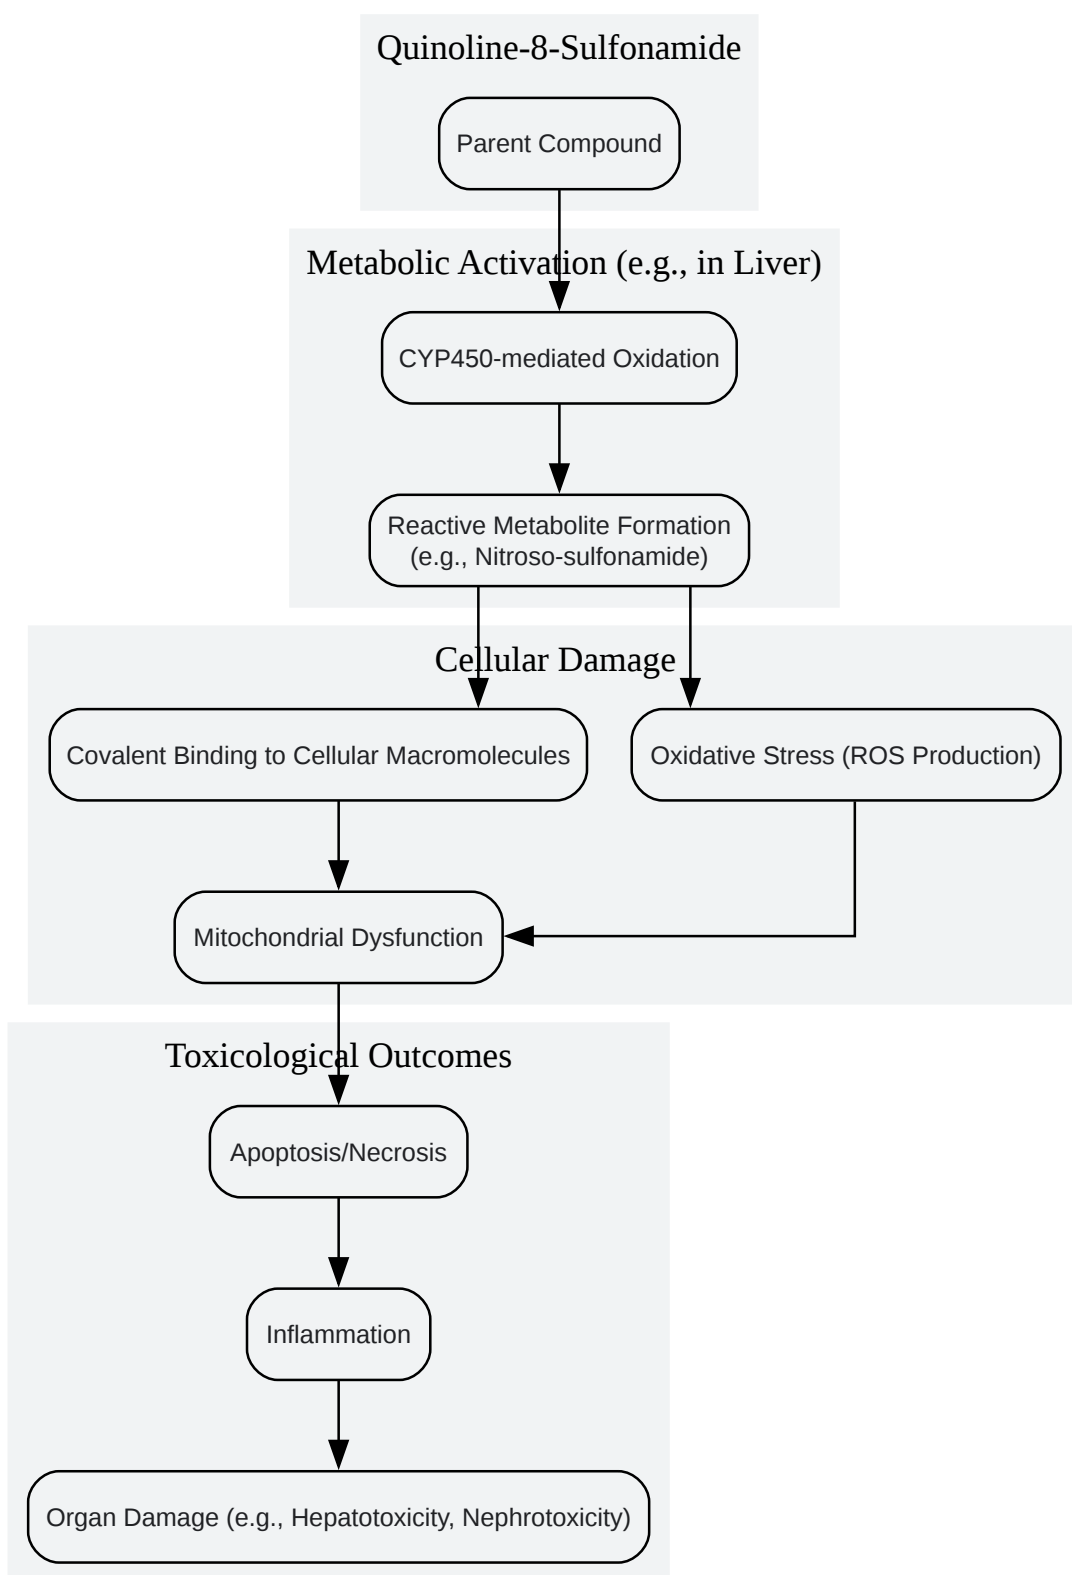 Quinoline-8-Sulfonamide
Parent Compound
Metabolic Activation (e.g., in Liver)
CYP450-mediated Oxidation
Reactive Metabolite Formation
(e.g., Nitroso-sulfonamide)
Cellular Damage
Covalent Binding to Cellular Macromolecules
Oxidative Stress (ROS Production)
Mitochondrial Dysfunction
Toxicological Outcomes
Apoptosis/Necrosis
Inflammation
Organ Damage (e.g., Hepatotoxicity, Nephrotoxicity)